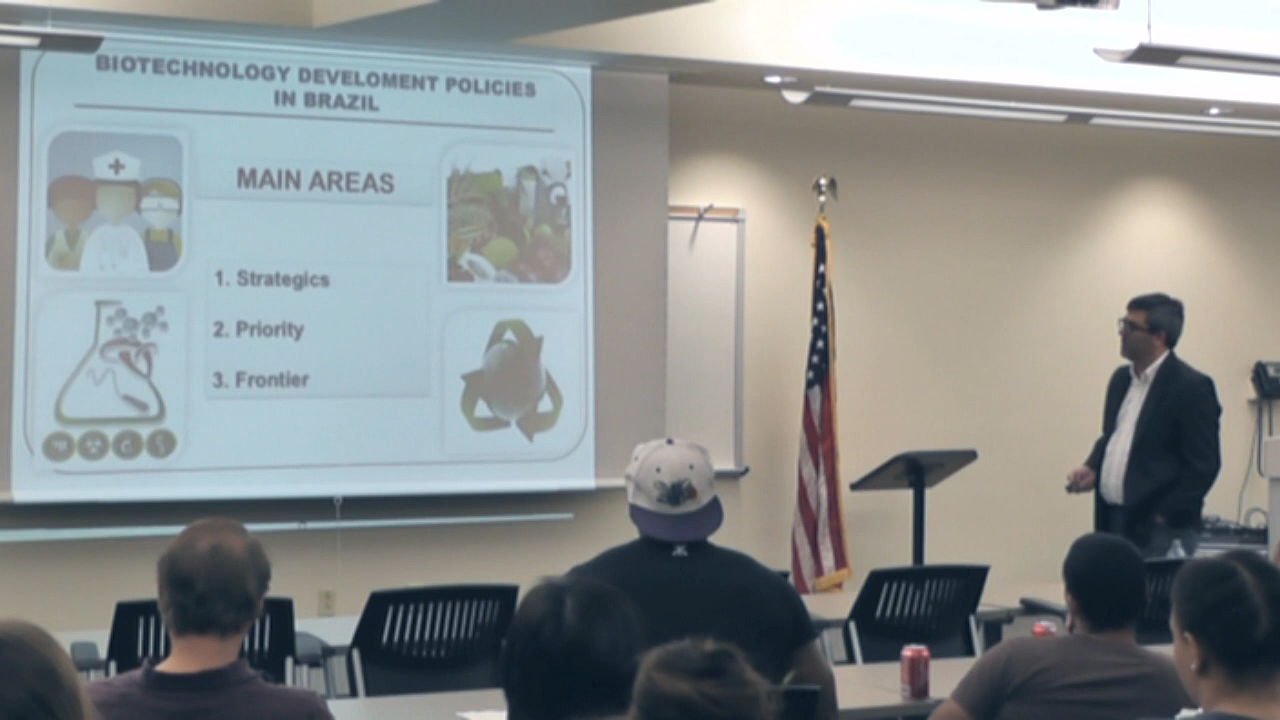 BIOTECHNOLOGY DEVELOMENT POLICIES
IN BRAZIL
MAIN AREAS
1. Strategics
2. Priority
3. Frontier